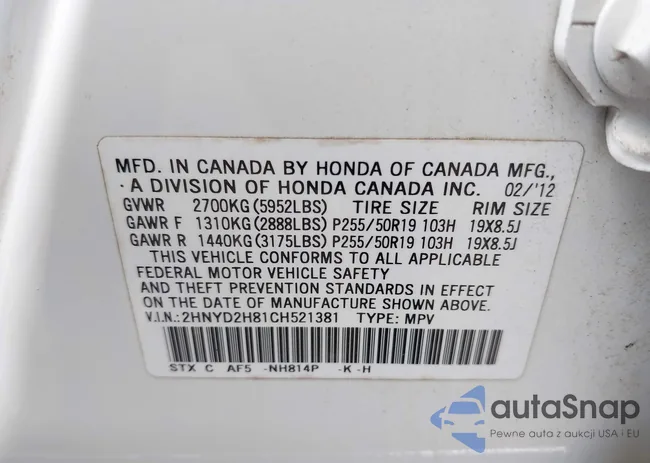 MFD. IN CANADA BY HONDA OF CANADA MFG.,
A DIVISION OF HONDA CANADA INC. 02/'12
GVWR 2700KG (5952LBS) TIRE SIZE RIM SIZE
GAWR F 1310KG (2888LBS) P255/50R19 103H 19X8.5J
GAWR R 1440KG (3175LBS) P255/50R19 103H 19X8.5J
THIS VEHICLE CONFORMS TO ALL APPLICABLE
FEDERAL MOTOR VEHICLE SAFETY
AND THEFT PREVENTION STANDARDS IN EFFECT
ON THE DATE OF MANUFACTURE SHOWN ABOVE.
V.I.N.:2HNYD2H81CH521381 TYPE: MPV
STX C AF5 -NH814P -K -H
autaSnap
Pewne auta z aukcji USA i EU